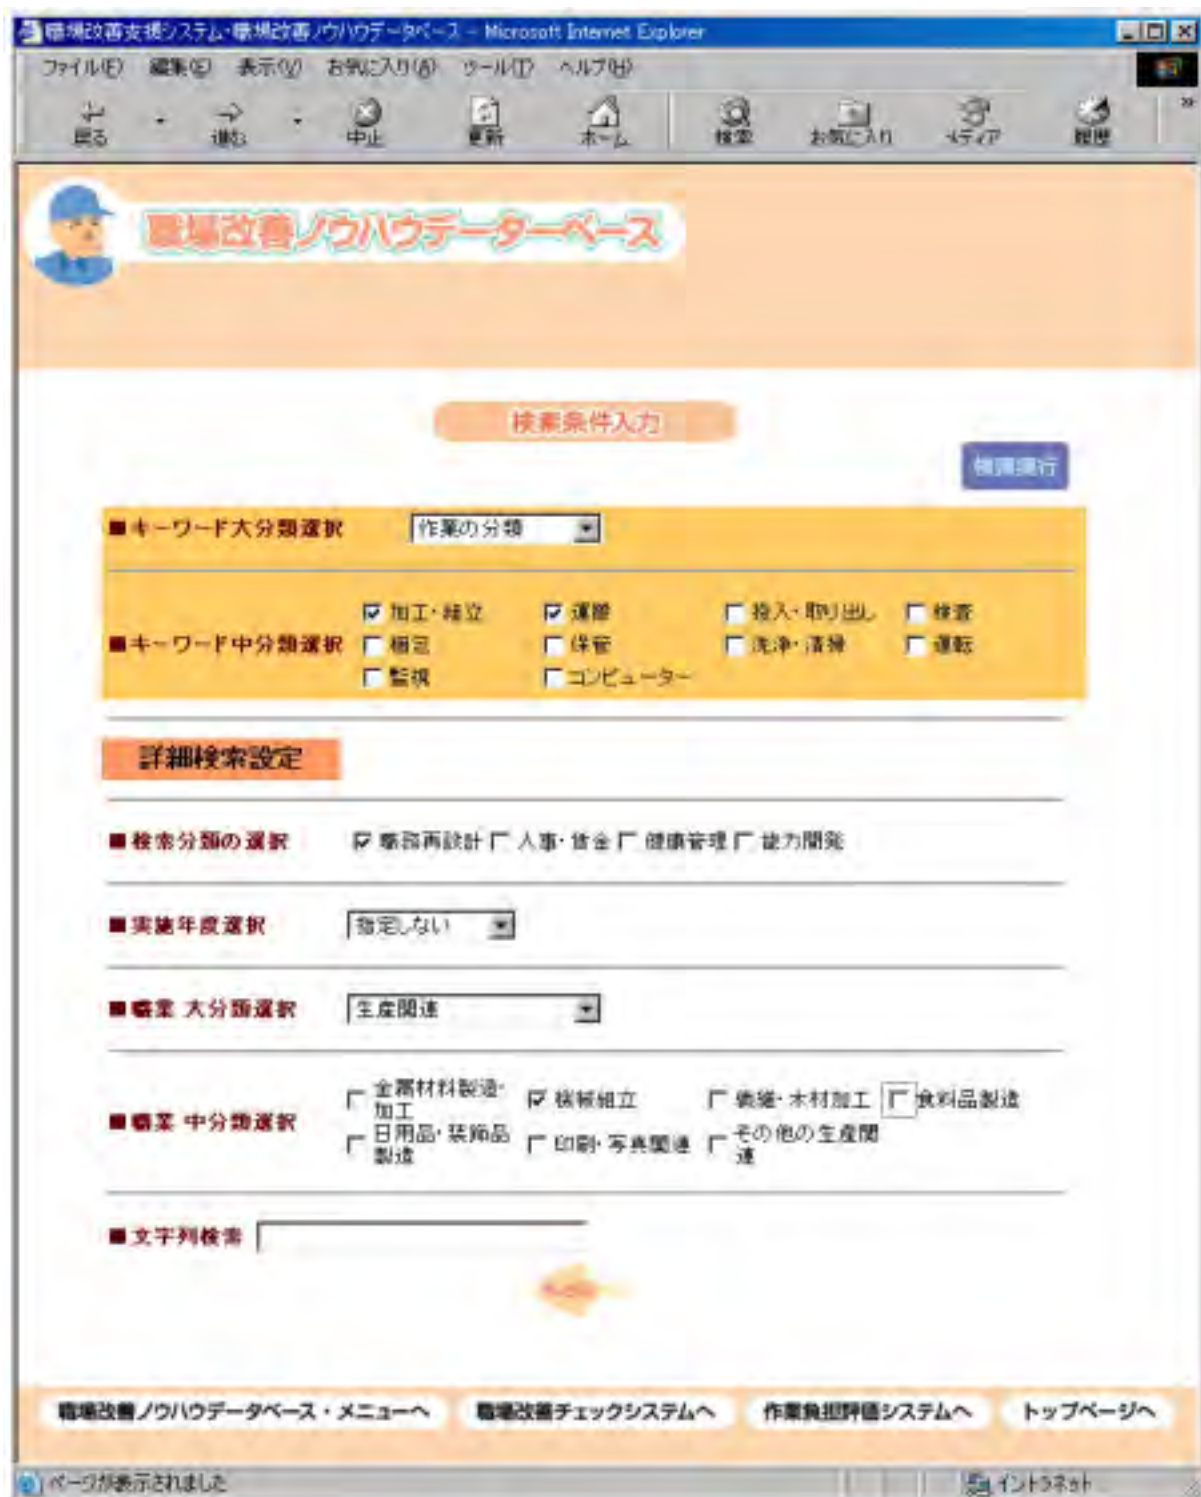 職場改善支援システム・職場改善ノウハウデータベース - Microsoft Internet Explorer
ファイル(F) 編集(E) 表示(V) お気に入り(A) ツール(T) ヘルプ(H)
戻る 進む 中止 更新 ホーム 検索 お気に入り メディア 履歴 »
職場改善ノウハウデーターベース
検索条件入力
検索実行
■キーワード大分類選択 作業の分類
加工・組立 運搬 投入・取り出し 検査
■キーワード中分類選択 梱包 保管 洗浄・清掃 運転
監視 コンピューター
詳細検索設定
■検索分類の選択 職務再設計 人事・賃金 健康管理 能力開発
■実施年度選択 指定しない
■職業 大分類選択 生産関連
■職業 中分類選択
金属材料製造・
加工 機械組立 繊維・木材加工 食料品製造
日用品・装飾品
製造 印刷・写真関連 その他の生産関
連
■文字列検索
職場改善ノウハウデータベース・メニューへ 職場改善チェックシステムへ 作業負担評価システムへ トップページへ
ページが表示されました イントラネット